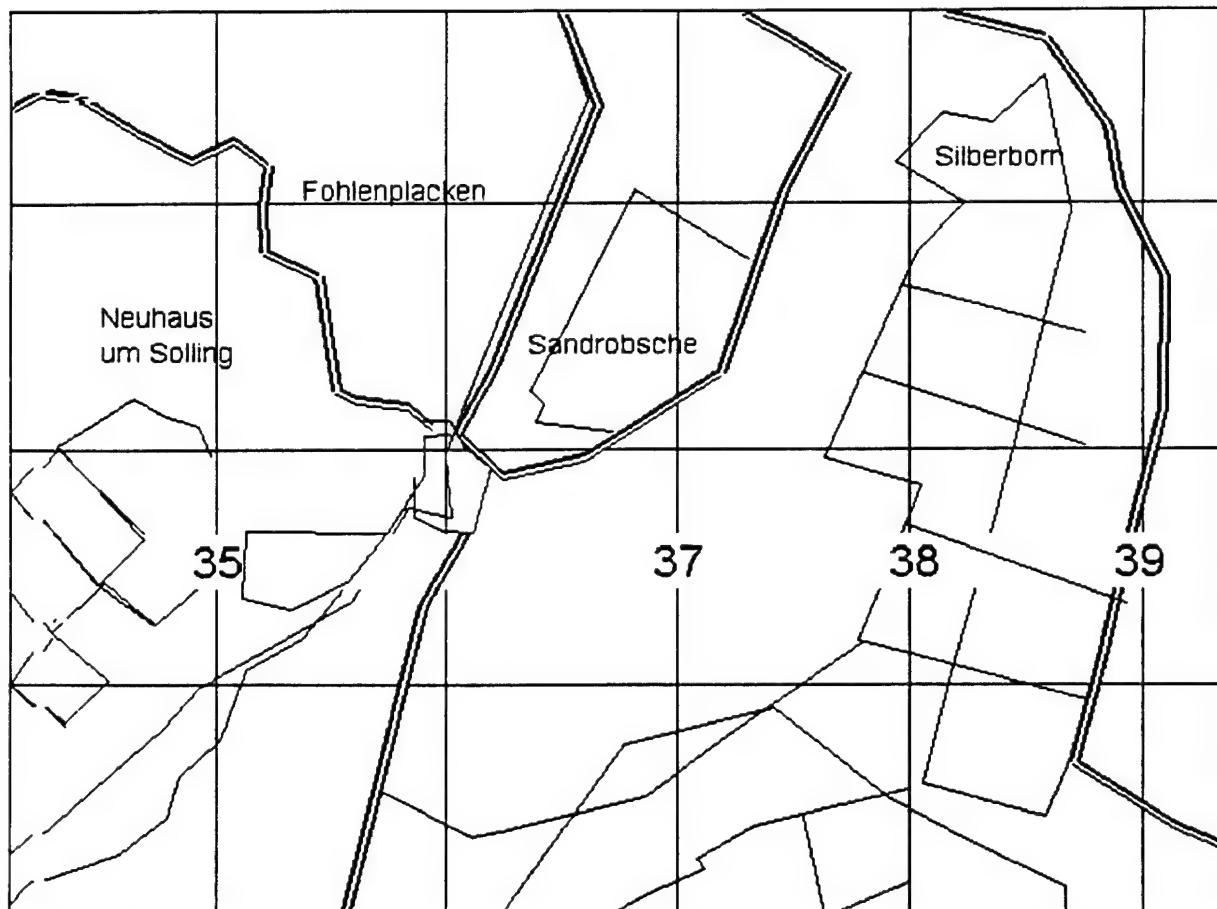 Silberborn
Fohlenplacken
Neuhaus
um Solling
Sandrobsche
35
37
38
39